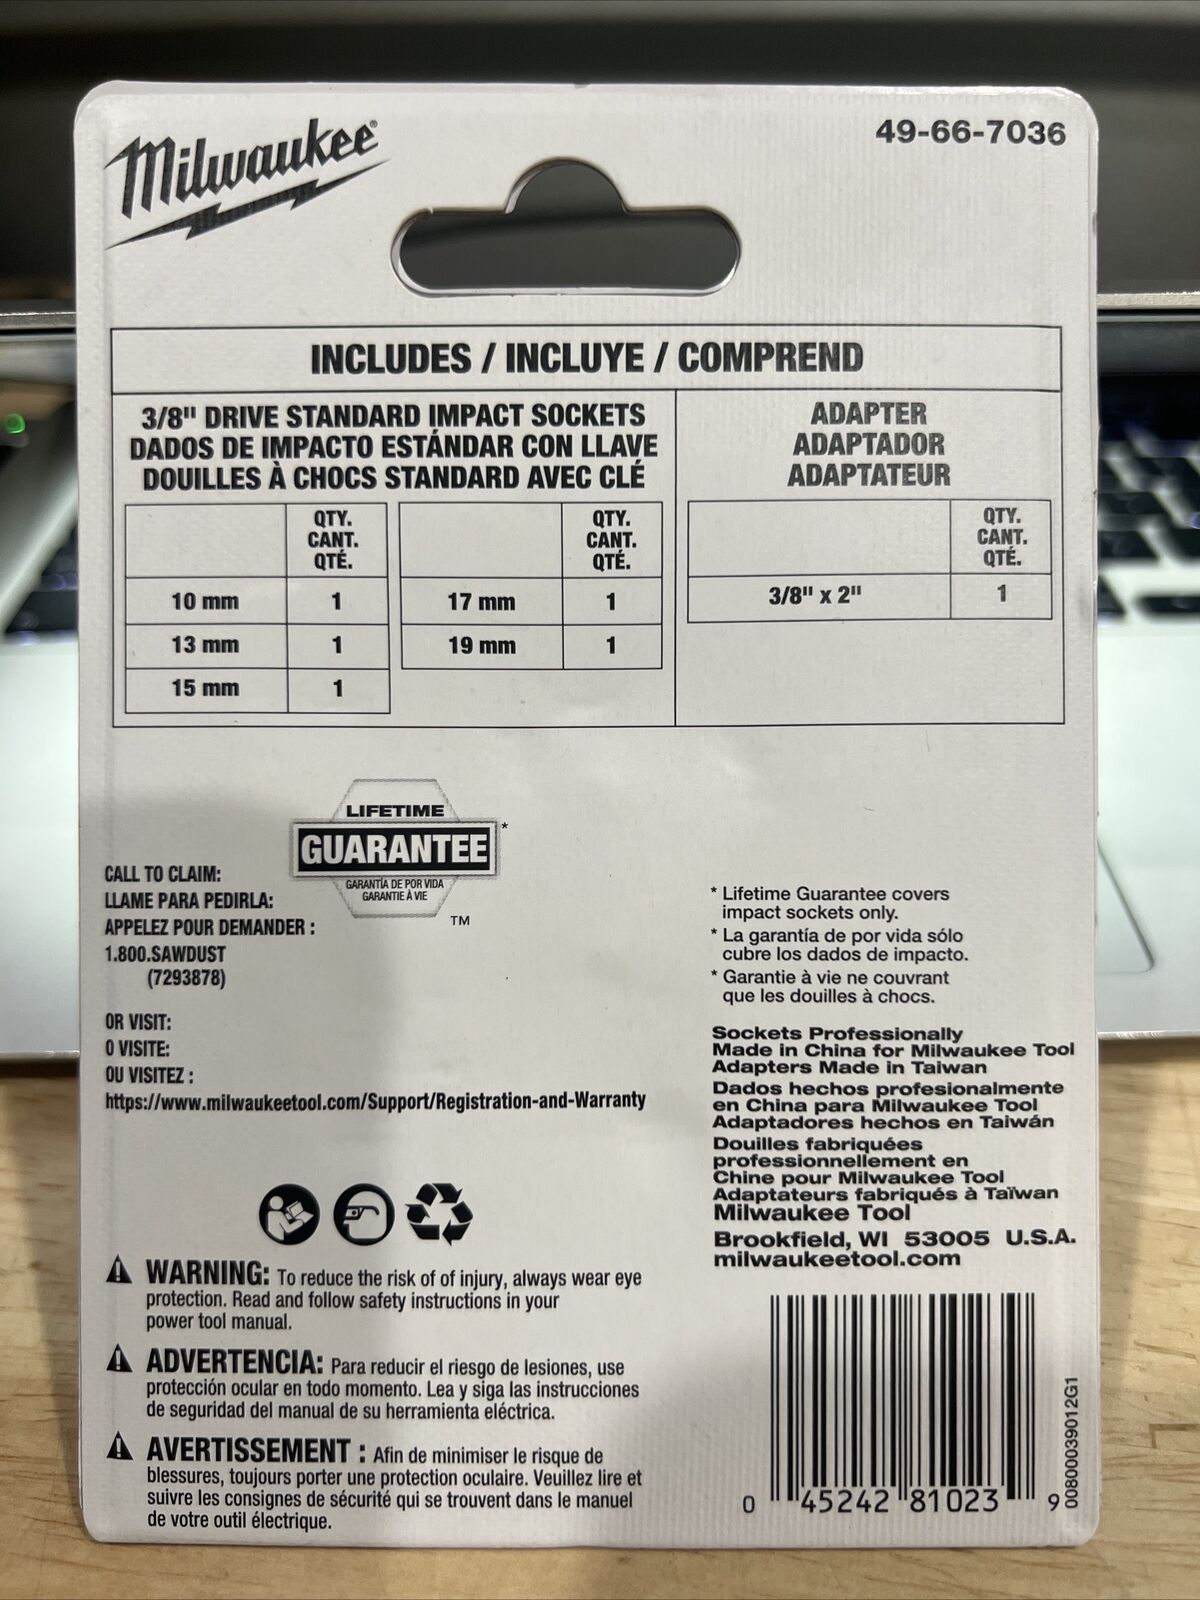 Milwaukee®
49-66-7036
INCLUDES / INCLUYE / COMPREND
3/8" DRIVE STANDARD IMPACT SOCKETS
DADOS DE IMPACTO ESTÁNDAR CON LLAVE
DOUILLES À CHOCS STANDARD AVEC CLÉ
QTY.
CANT.
QTÉ.
10 mm 1
13 mm 1
15 mm 1
QTY.
CANT.
QTÉ.
17 mm 1
19 mm 1
ADAPTER
ADAPTADOR
ADAPTATEUR
QTY.
CANT.
QTÉ.
3/8" x 2" 1
LIFETIME
GUARANTEE*
GARANTÍA DE POR VIDA
GARANTIE À VIE
TM
CALL TO CLAIM:
LLAME PARA PEDIRLA:
APPELEZ POUR DEMANDER :
1.800.SAWDUST
(7293878)
OR VISIT:
O VISITE:
OU VISITEZ :
https://www.milwaukeetool.com/Support/Registration-and-Warranty
* Lifetime Guarantee covers
impact sockets only.
* La garantía de por vida sólo
cubre los dados de impacto.
* Garantie à vie ne couvrant
que les douilles à chocs.
Sockets Professionally
Made in China for Milwaukee Tool
Adapters Made in Taiwan
Dados hechos profesionalmente
en China para Milwaukee Tool
Adaptadores hechos en Taiwán
Douilles fabriquées
professionnellement en
Chine pour Milwaukee Tool
Adaptateurs fabriqués à Taïwan
Milwaukee Tool
Brookfield, WI 53005 U.S.A.
milwaukeetool.com
WARNING: To reduce the risk of of injury, always wear eye
protection. Read and follow safety instructions in your
power tool manual.
ADVERTENCIA: Para reducir el riesgo de lesiones, use
protección ocular en todo momento. Lea y siga las instrucciones
de seguridad del manual de su herramienta eléctrica.
AVERTISSEMENT : Afin de minimiser le risque de
blessures, toujours porter une protection oculaire. Veuillez lire et
suivre les consignes de sécurité qui se trouvent dans le manuel
de votre outil électrique.
0 45242 81023 9
00800039012G1